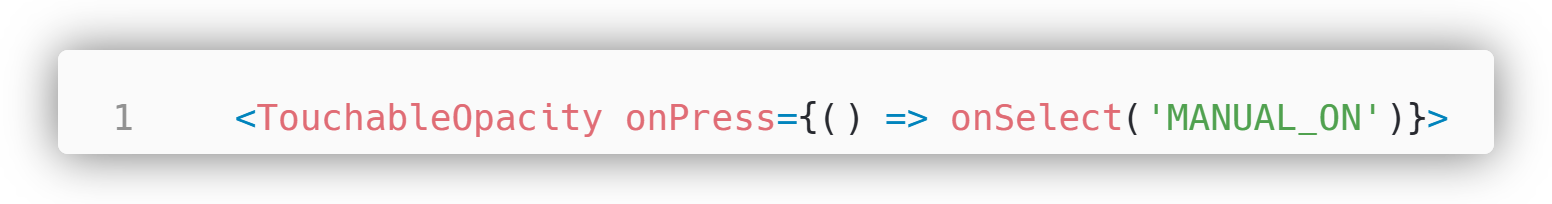 1 <TouchableOpacity onPress={() => onSelect('MANUAL_ON')}>